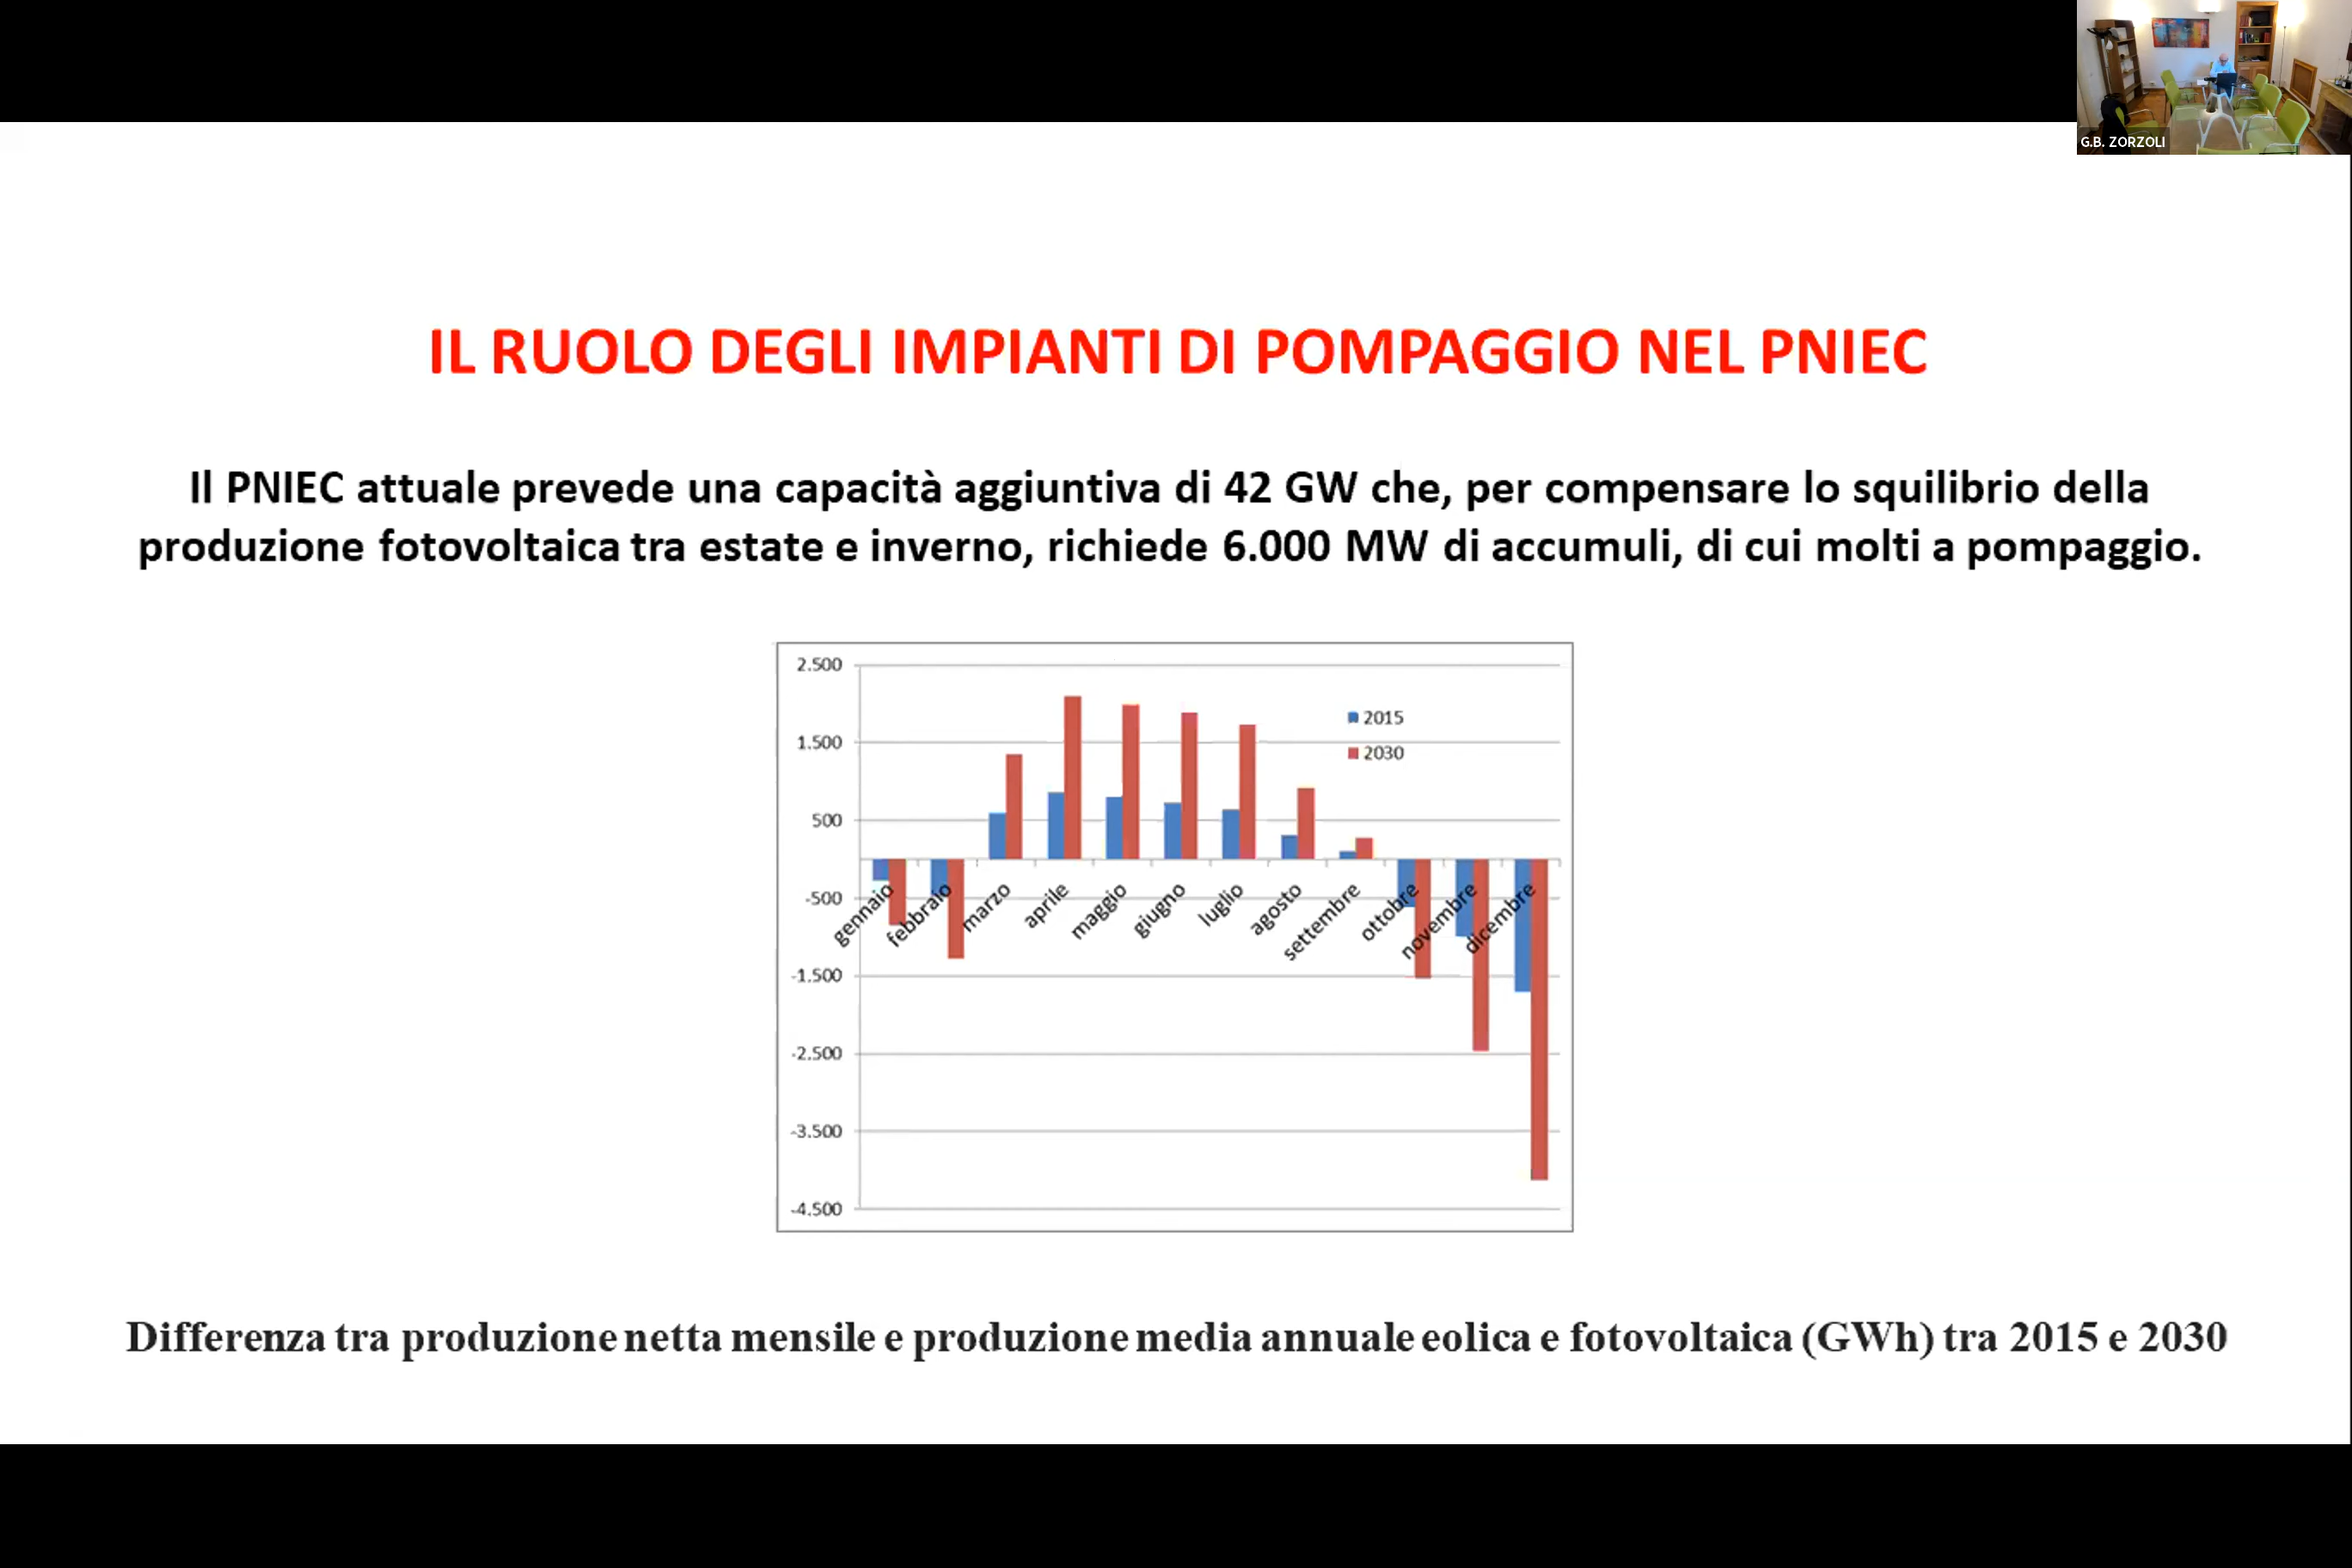 G.B. ZORZOLI
IL RUOLO DEGLI IMPIANTI DI POMPAGGIO NEL PNIEC
Il PNIEC attuale prevede una capacità aggiuntiva di 42 GW che, per compensare lo squilibrio della
produzione fotovoltaica tra estate e inverno, richiede 6.000 MW di accumuli, di cui molti a pompaggio.
2.500
1.500
500
-500
-1.500
-2.500
-3.500
-4.500
2015
2030
gennaio
febbraio
marzo
aprile
maggio
giugno
luglio
agosto
settembre
ottobre
novembre
dicembre
Differenza tra produzione netta mensile e produzione media annuale eolica e fotovoltaica (GWh) tra 2015 e 2030